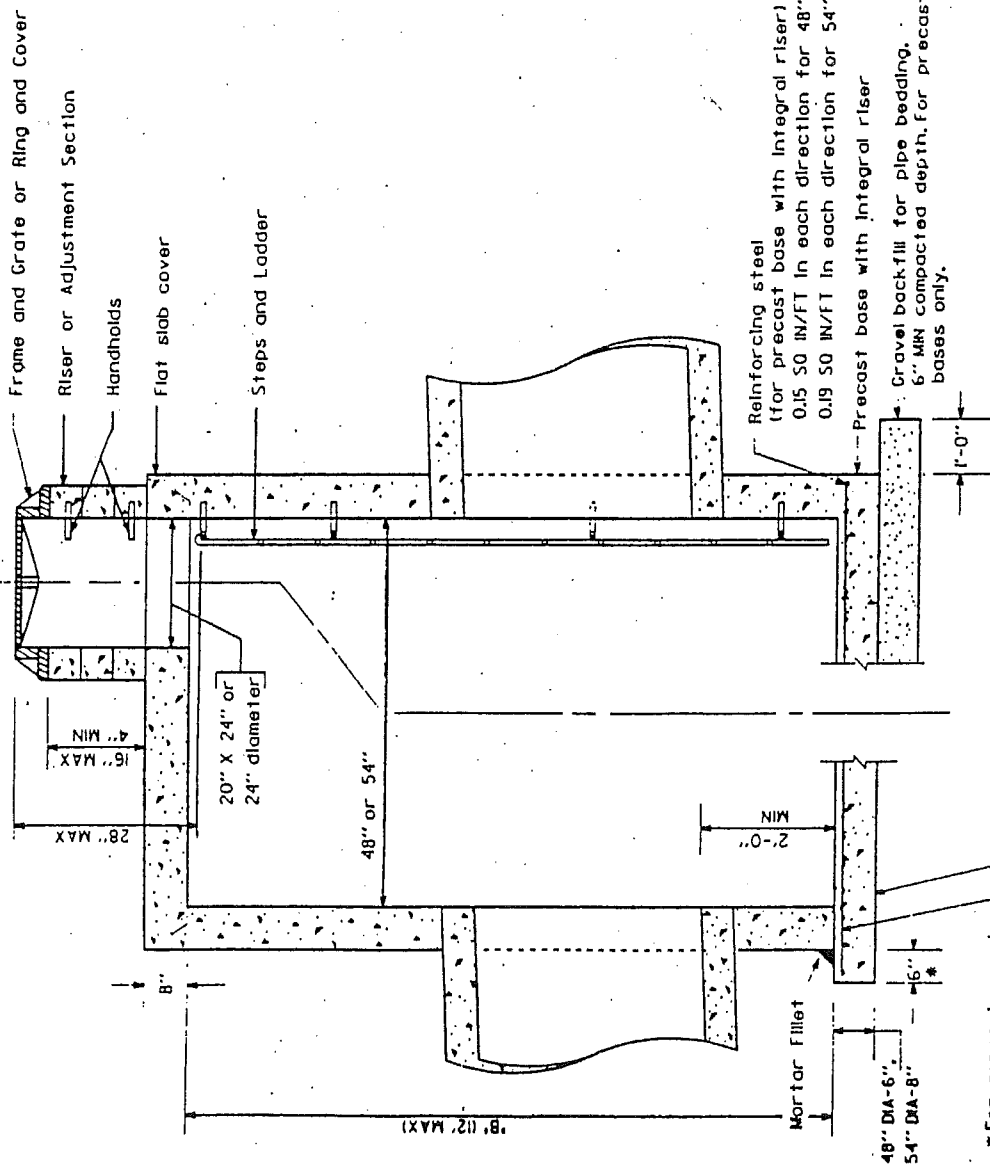 Frame and Grate or Ring and Cover
Riser or Adjustment Section
Handholds
Flat slab cover
Steps and Ladder
Reinforcing steel
(for precast base with integral riser)
0.15 SQ IN/FT in each direction for 48"
0.19 SQ IN/FT in each direction for 54"
Precast base with integral riser
Gravel backfill for pipe bedding.
6" MIN compacted depth. For precas
bases only.
1'-0"
28" MAX
16" MAX
4" MIN
20" X 24" or
24" diameter
48" or 54"
8"
2'-0"
MIN
'B' (12' MAX)
Mortar Fillet
6"
*
48" DIA-6",
54" DIA-8"